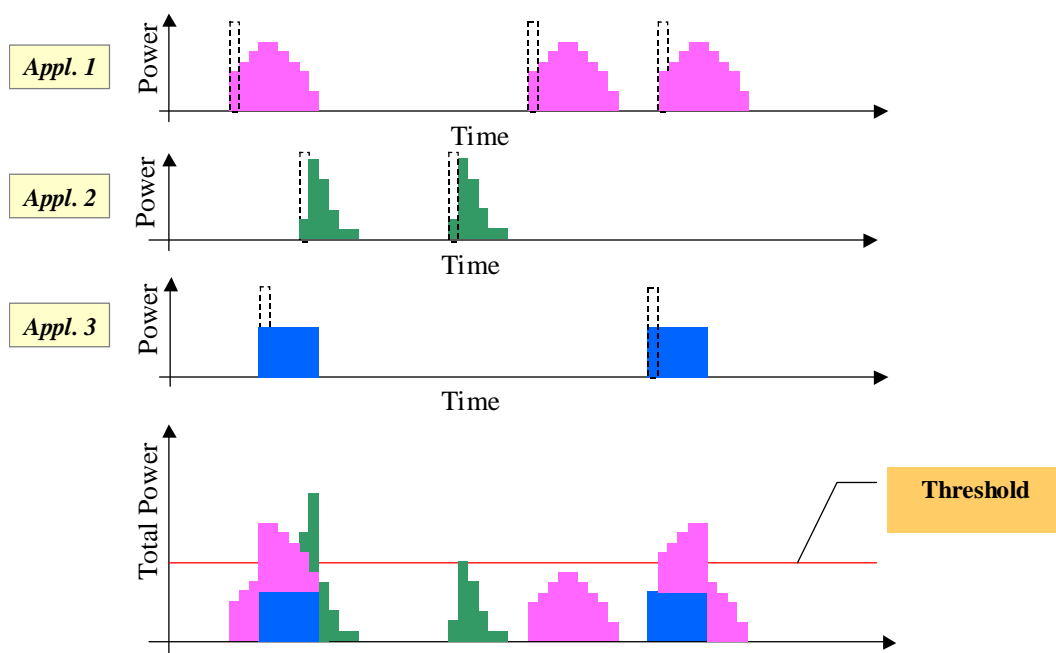 Appl. 1
Power
Time
Appl. 2
Power
Time
Appl. 3
Power
Time
Total Power
Threshold